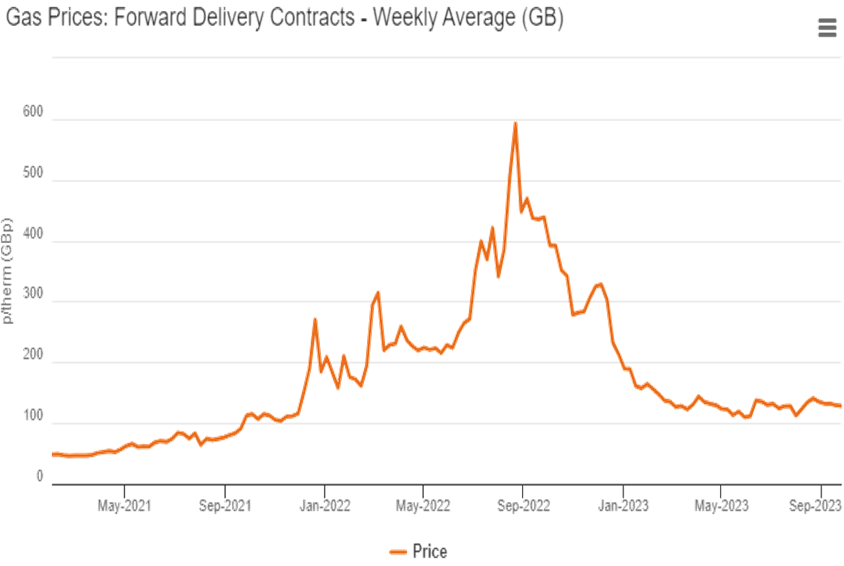 Gas Prices: Forward Delivery Contracts - Weekly Average (GB)
p/therm (GBp)
600
500
400
300
200
100
0
May-2021 Sep-2021 Jan-2022 May-2022 Sep-2022 Jan-2023 May-2023 Sep-2023
Price